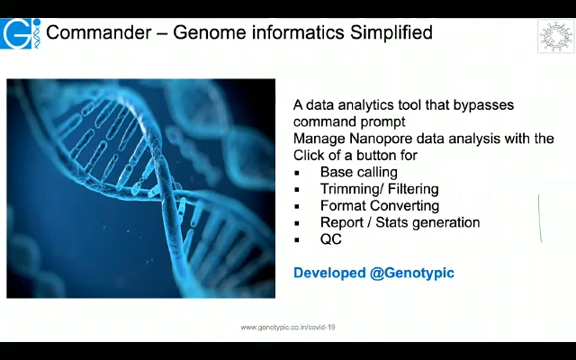 Gi
Commander – Genome informatics Simplified
A data analytics tool that bypasses
command prompt
Manage Nanopore data analysis with the
Click of a button for
▪ Base calling
▪ Trimming/ Filtering
▪ Format Converting
▪ Report / Stats generation
▪ QC
Developed @Genotypic
www.genotypic.co.in/covid-19